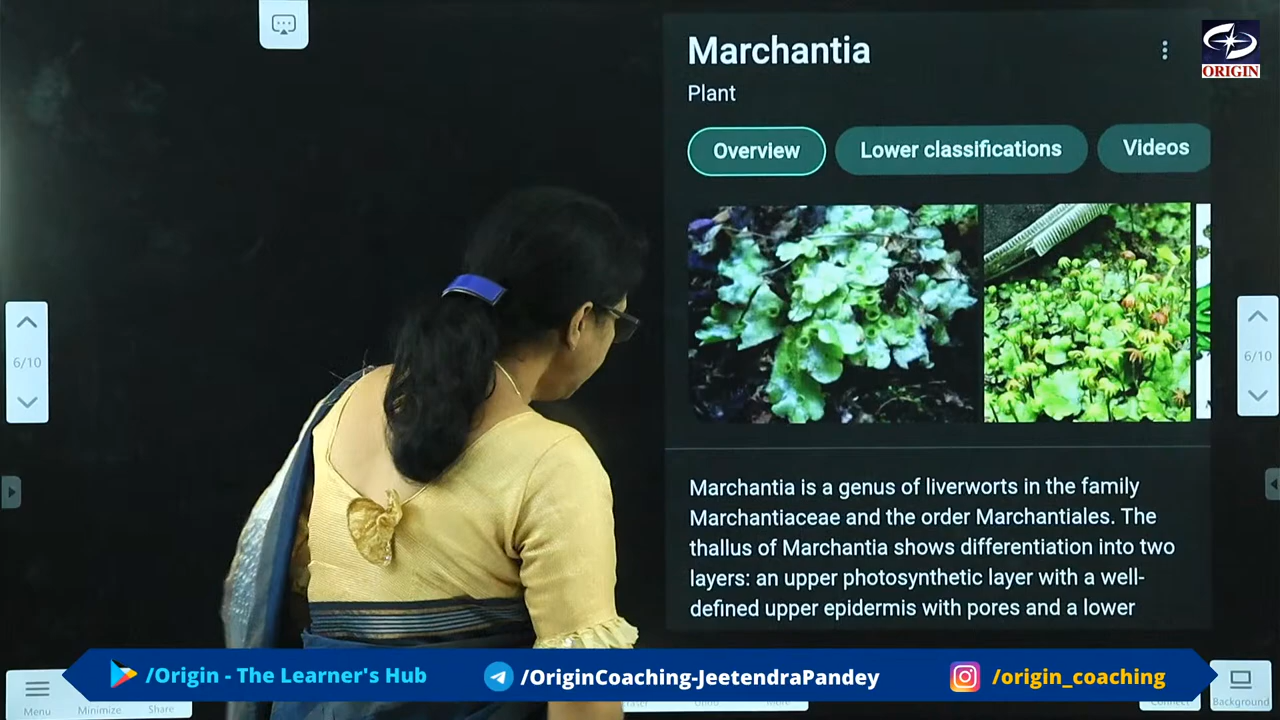 Marchantia
Plant
ORIGIN
Overview
Lower classifications
Videos
6/10
6/10
Marchantia is a genus of liverworts in the family
Marchantiaceae and the order Marchantiales. The
thallus of Marchantia shows differentiation into two
layers: an upper photosynthetic layer with a well-
defined upper epidermis with pores and a lower
/Origin - The Learner's Hub
/OriginCoaching-JeetendraPandey
/origin_coaching
Menu
Minimize
Share
Undo
Connect
Background